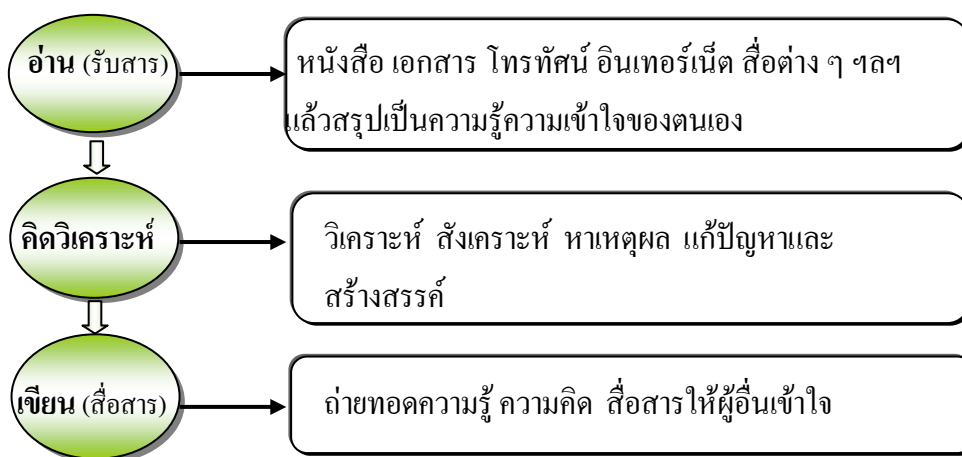 อ่าน (รับสาร)
หนังสือ เอกสาร โทรทัศน์ อินเทอร์เน็ต สื่อต่าง ๆ ฯลฯ
แล้วสรุปเป็นความรู้ความเข้าใจของตนเอง
คิดวิเคราะห์
วิเคราะห์ สังเคราะห์ หาเหตุผล แก้ปัญหาและ
สร้างสรรค์
เขียน (สื่อสาร)
ถ่ายทอดความรู้ ความคิด สื่อสารให้ผู้อื่นเข้าใจ